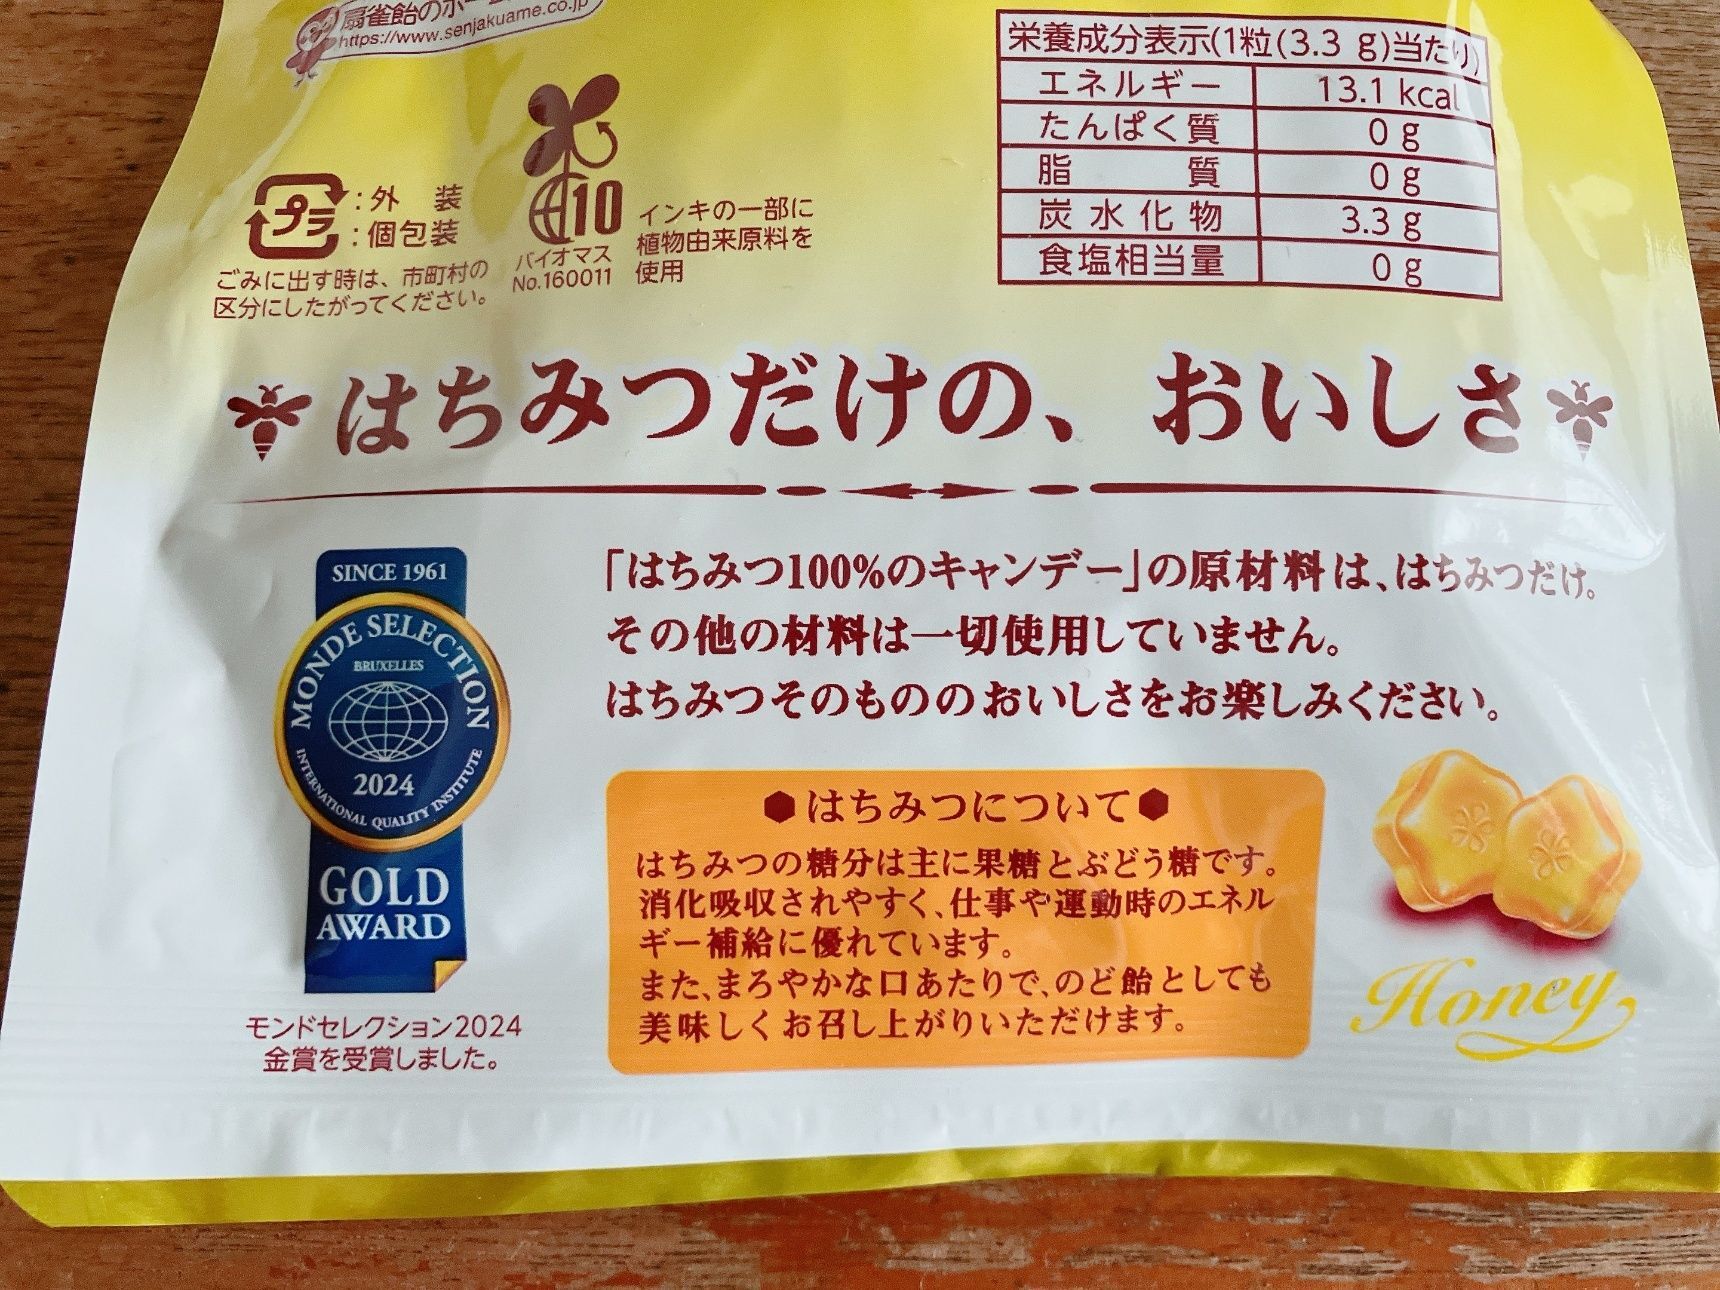 扇雀飴のホーム
https://www.senjakuame.co.jp
栄養成分表示(1粒(3.3 g)当たり)
エネルギー 13.1 kcal
たんぱく質 0 g
脂質 0 g
炭水化物 3.3 g
食塩相当量 0 g
プラ
:外装
:個包装
ごみに出す時は、市町村の
区分にしたがってください。
10
バイオマス
No.160011
インキの一部に
植物由来原料を
使用
はちみつだけの、おいしさ
SINCE 1961
MONDE SELECTION
BRUXELLES
2024
INTERNATIONAL QUALITY INSTITUTE
GOLD
AWARD
モンドセレクション2024
金賞を受賞しました。
「はちみつ100%のキャンデー」の原材料は、はちみつだけ。
その他の材料は一切使用していません。
はちみつそのもののおいしさをお楽しみください。
はちみつについて
はちみつの糖分は主に果糖とぶどう糖です。
消化吸収されやすく、仕事や運動時のエネル
ギー補給に優れています。
また、まろやかな口あたりで、のど飴としても
美味しくお召し上がりいただけます。
Honey